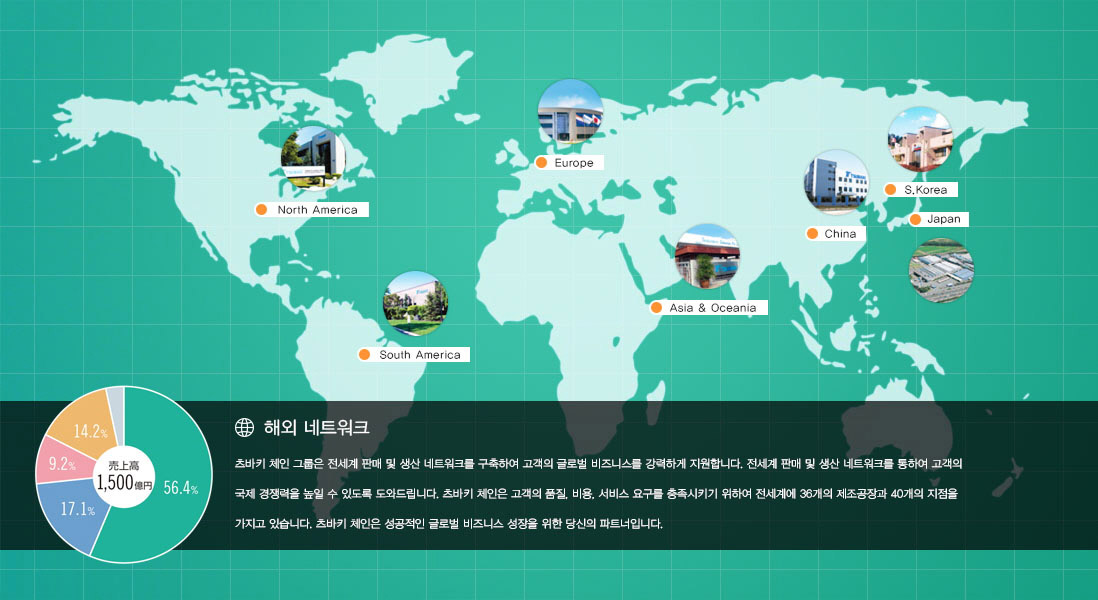 Europe
S.Korea
North America
Japan
China
Asia & Oceania
South America
14.2%
9.2%
17.1%
56.4%
売上高
1,500億円
해외 네트워크
츠바키 체인 그룹은 전세계 판매 및 생산 네트워크를 구축하여 고객의 글로벌 비즈니스를 강력하게 지원합니다. 전세계 판매 및 생산 네트워크를 통하여 고객의
국제 경쟁력을 높일 수 있도록 도와드립니다. 츠바키 체인은 고객의 품질, 비용, 서비스 요구를 충족시키기 위하여 전세계에 36개의 제조공장과 40개의 지점을
가지고 있습니다. 츠바키 체인은 성공적인 글로벌 비즈니스 성장을 위한 당신의 파트너입니다.